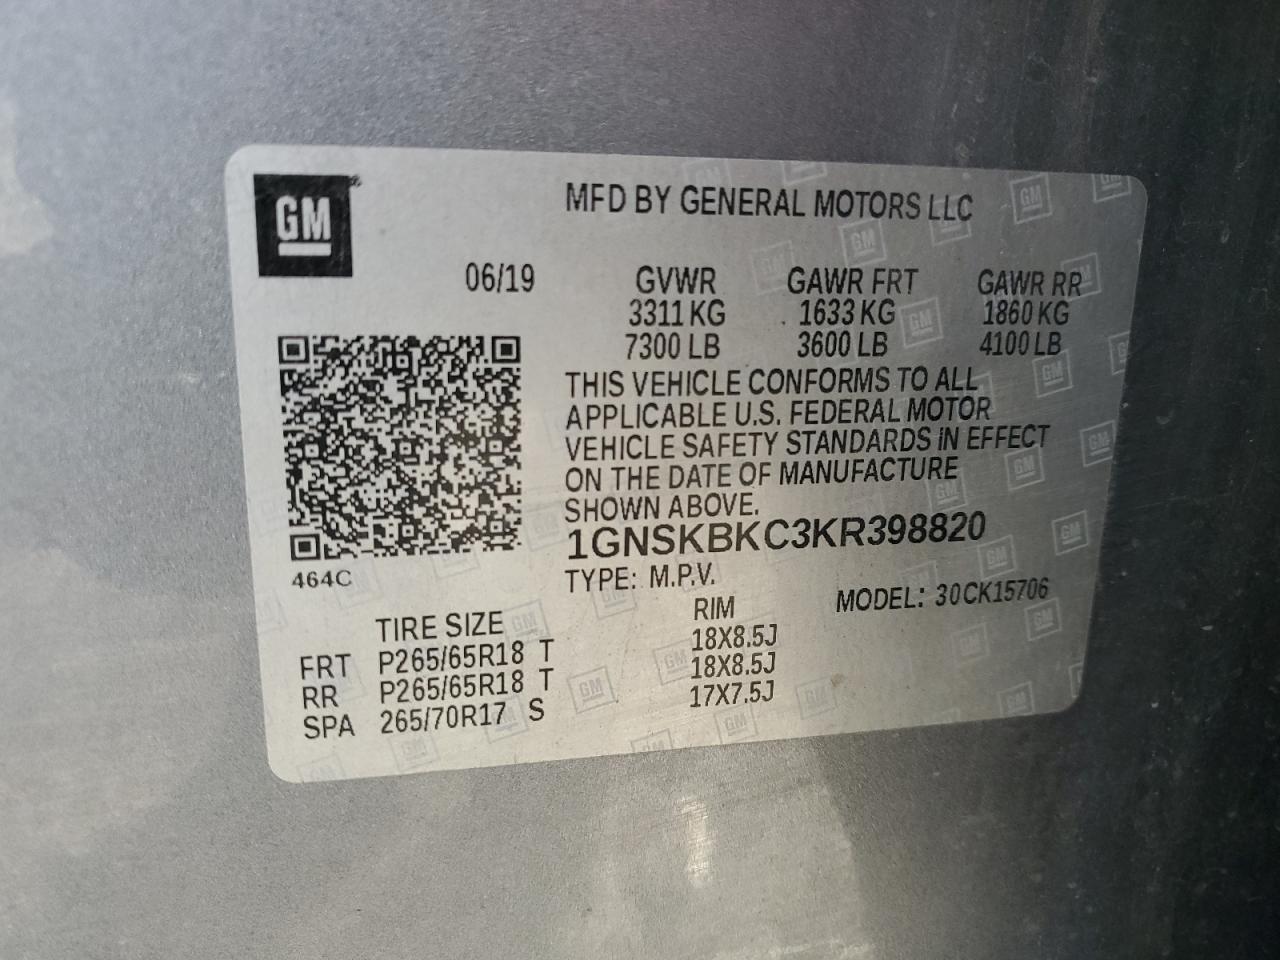 GM
MFD BY GENERAL MOTORS LLC
06/19
GVWR GAWR FRT GAWR RR
3311 KG 1633 KG 1860 KG
7300 LB 3600 LB 4100 LB
THIS VEHICLE CONFORMS TO ALL
APPLICABLE U.S. FEDERAL MOTOR
VEHICLE SAFETY STANDARDS IN EFFECT
ON THE DATE OF MANUFACTURE
SHOWN ABOVE.
1GNSKBKC3KR398820
464C
TYPE: M.P.V. MODEL: 30CK15706
TIRE SIZE RIM
FRT P265/65R18 T 18X8.5J
RR P265/65R18 T 18X8.5J
SPA 265/70R17 S 17X7.5J